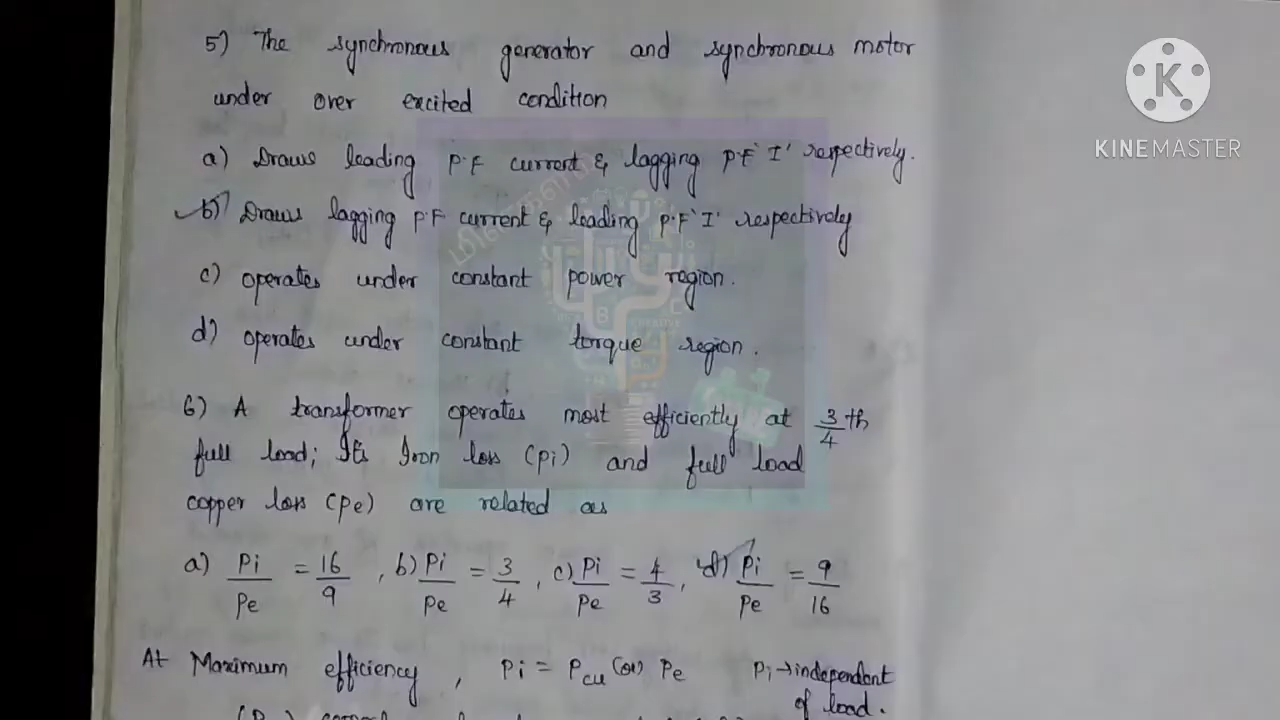 5) The synchronous generator and synchronous motor
under over excited condition
a) Draws leading P.F current & lagging P.F 'I' respectively.
b) Draws lagging P.F current & leading P.F 'I' respectively
c) operates under constant power region.
d) operates under constant torque region.
6) A transformer operates most efficiently at 3/4 th
full load; Its Iron loss (Pi) and full load
copper loss (Pe) are related as
a) Pi/Pe = 16/9 , b) Pi/Pe = 3/4 , c) Pi/Pe = 4/3 , d) Pi/Pe = 9/16
At Maximum efficiency , Pi = Pcu (or) Pe Pi → independent
of load.
KINEMASTER